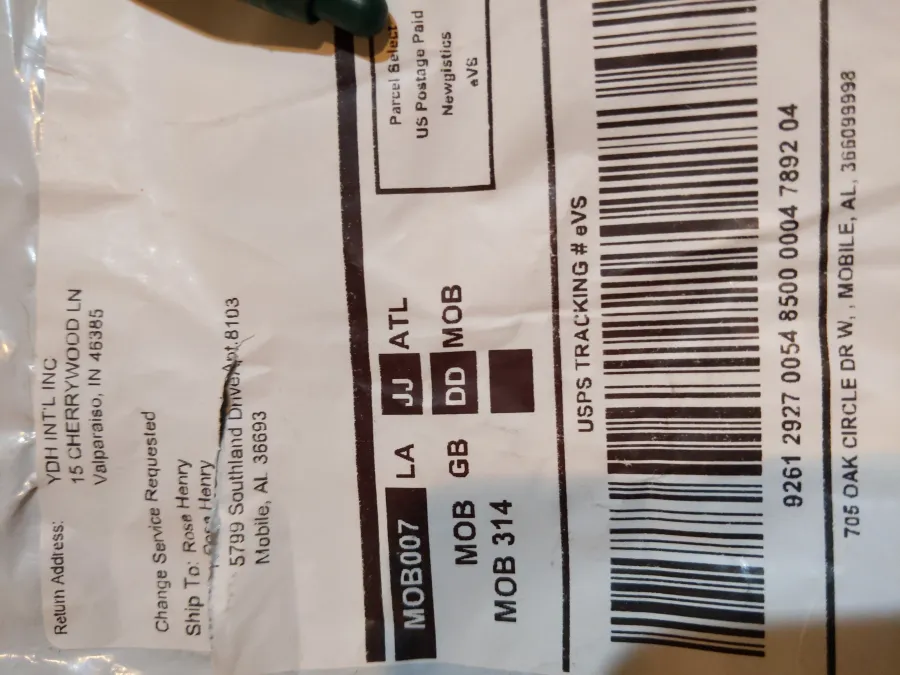 Return Address:
YDH INT'L INC
15 CHERRYWOOD LN
Valparaiso, IN 46385
Change Service Requested
Ship To: Rose Henry
Rose Henry
5799 Southland Drive Apt 8103
Mobile, AL 36693
Parcel Select
US Postage Paid
Newgistics
eVS
MOB007 LA JJ ATL
MOB GB DD MOB
MOB 314
USPS TRACKING # eVS
9261 2927 0054 8500 0004 7892 04
705 OAK CIRCLE DR W, , MOBILE, AL, 366099998